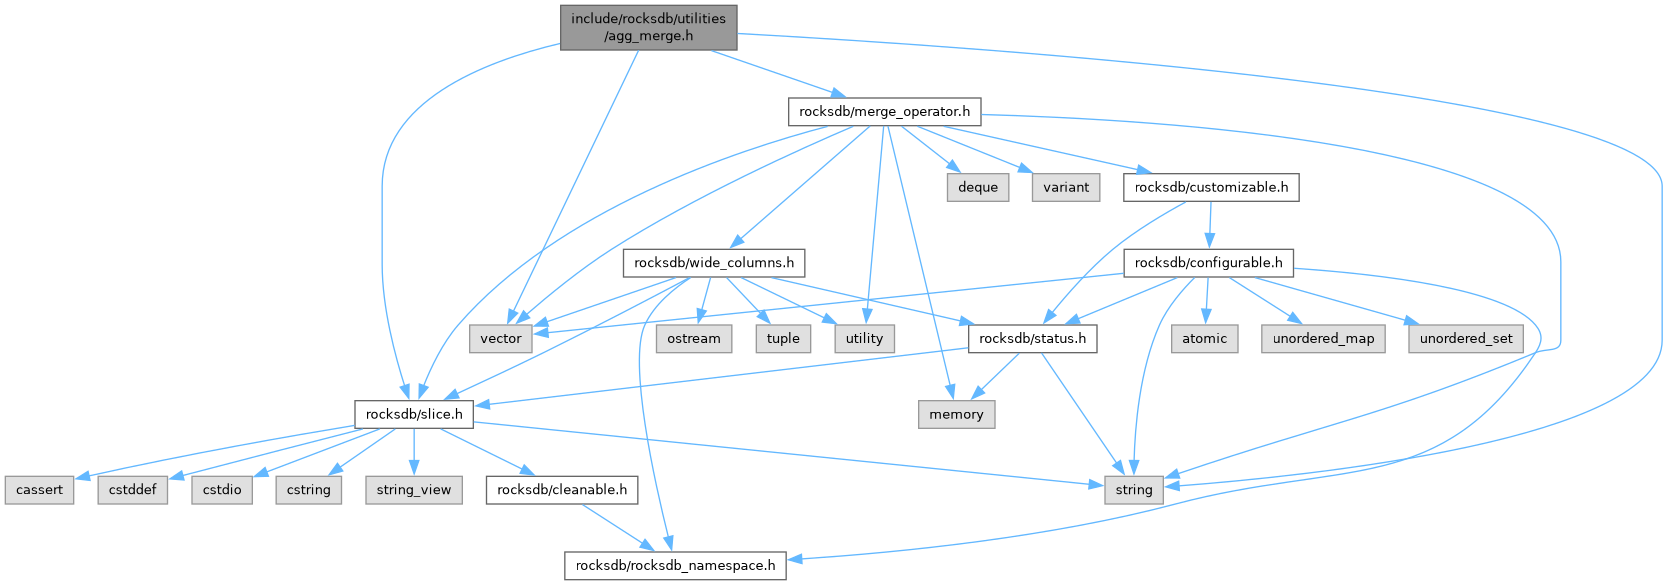 include/rocksdb/utilities
/agg_merge.h
rocksdb/merge_operator.h
deque
variant
rocksdb/customizable.h
rocksdb/wide_columns.h
rocksdb/configurable.h
vector
ostream
tuple
utility
rocksdb/status.h
atomic
unordered_map
unordered_set
rocksdb/slice.h
memory
cassert
cstddef
cstdio
cstring
string_view
rocksdb/cleanable.h
string
rocksdb/rocksdb_namespace.h